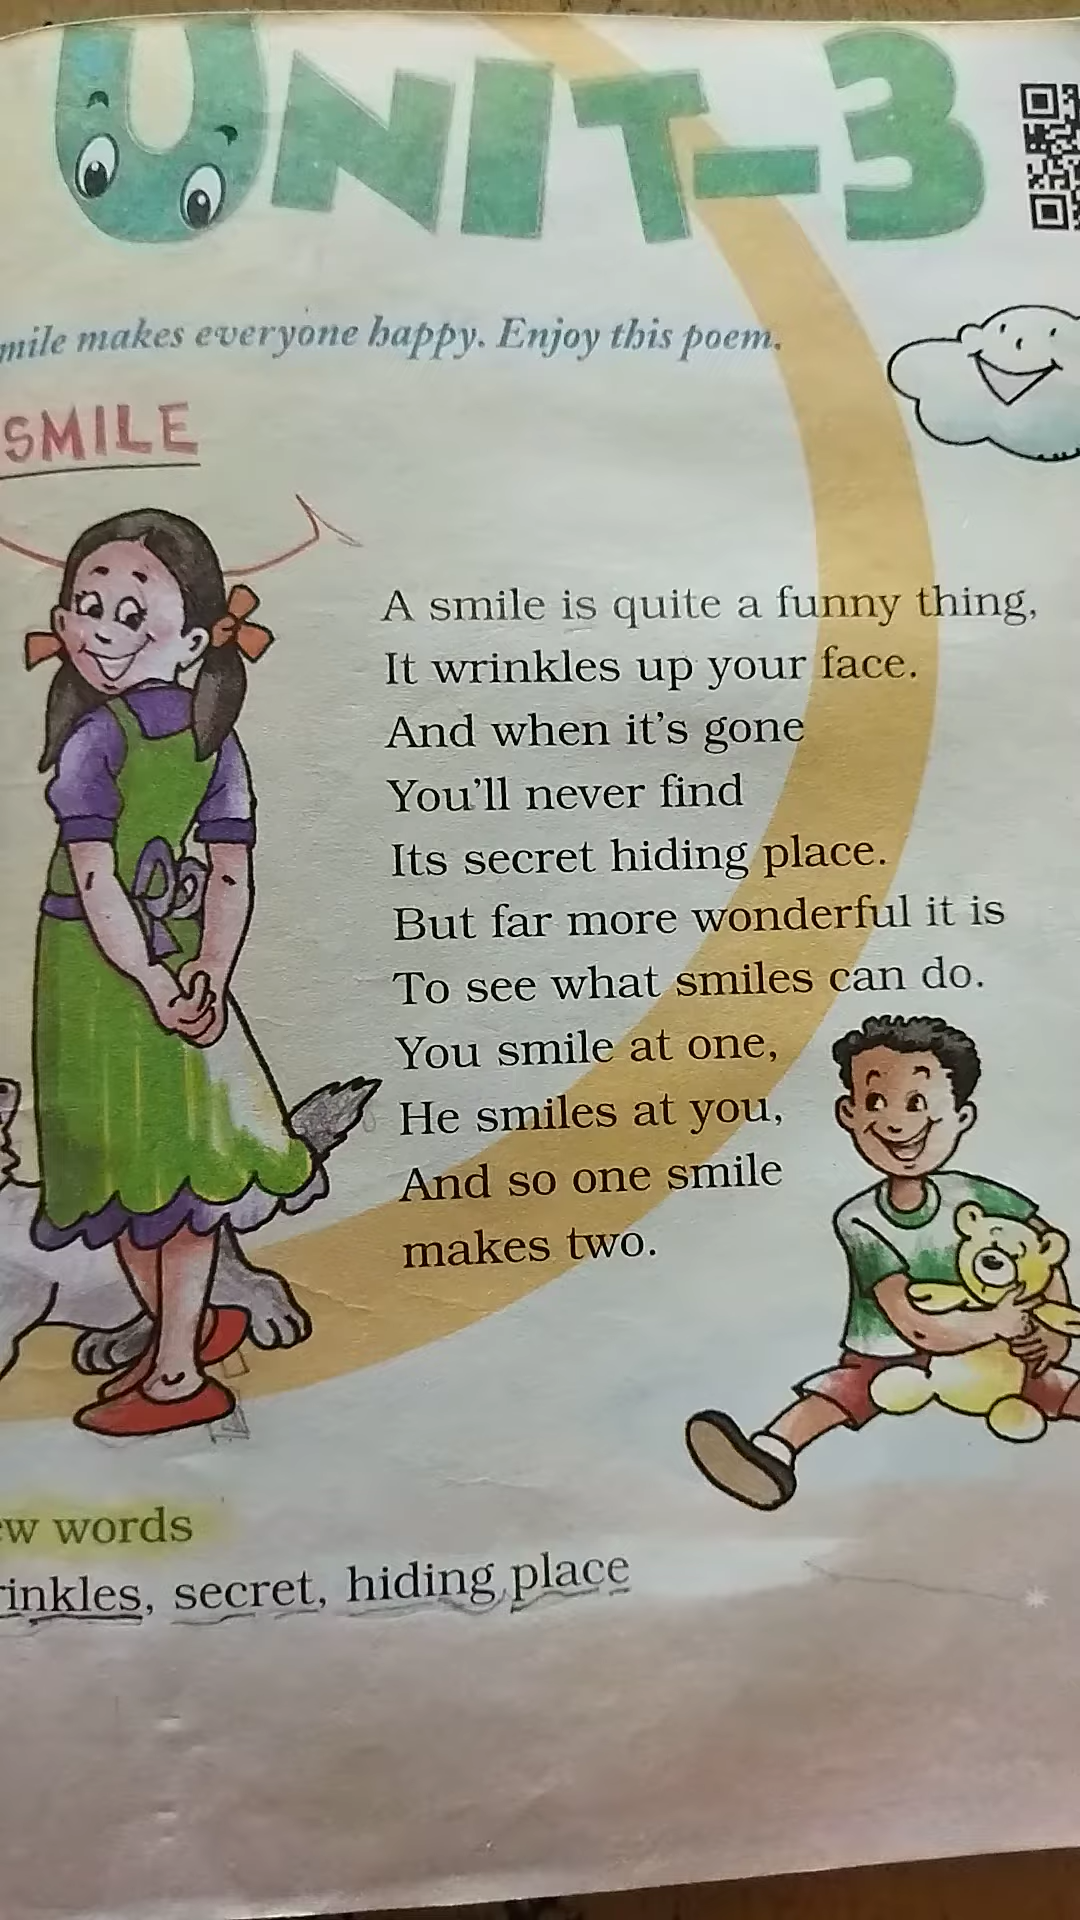 UNIT-3
mile makes everyone happy. Enjoy this poem.
SMILE
A smile is quite a funny thing,
It wrinkles up your face.
And when it's gone
You'll never find
Its secret hiding place.
But far more wonderful it is
To see what smiles can do.
You smile at one,
He smiles at you,
And so one smile
makes two.
ew words
rinkles, secret, hiding place